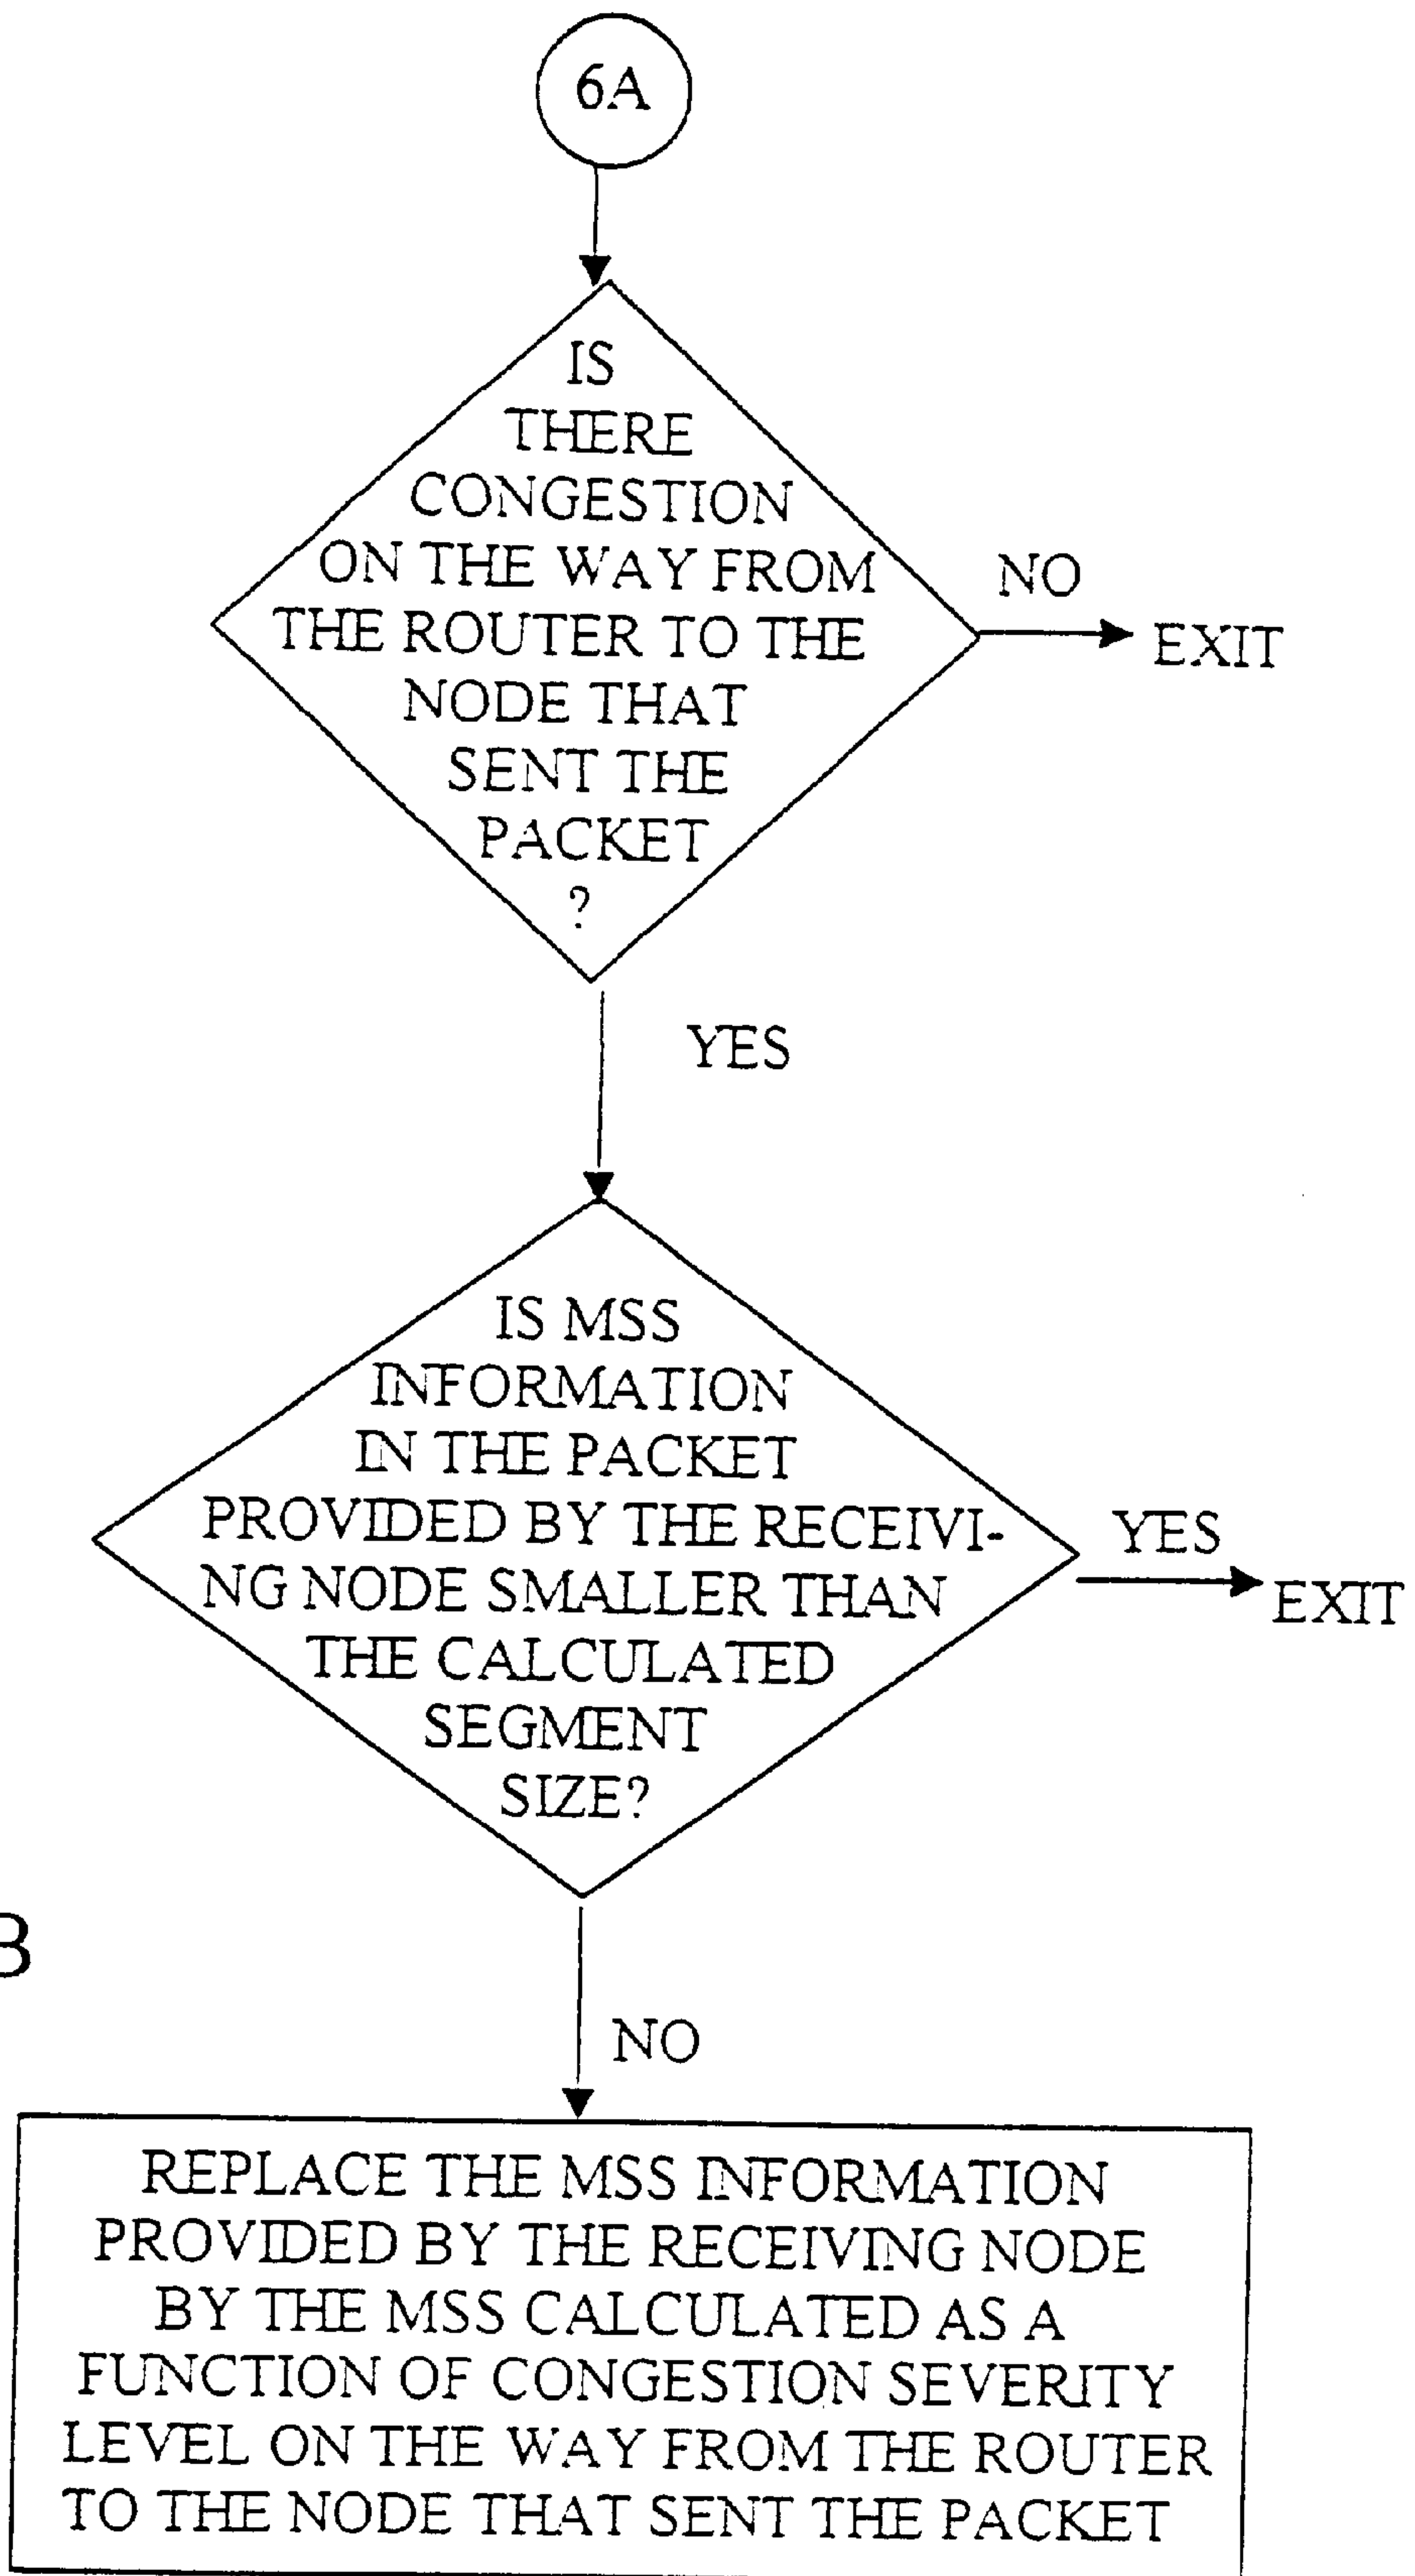 6A
IS
THERE
CONGESTION
ON THE WAY FROM
THE ROUTER TO THE
NODE THAT
SENT THE
PACKET
?
NO
EXIT
YES
IS MSS
INFORMATION
IN THE PACKET
PROVIDED BY THE RECEIVI-
NG NODE SMALLER THAN
THE CALCULATED
SEGMENT
SIZE?
YES
EXIT
B
NO
REPLACE THE MSS INFORMATION
PROVIDED BY THE RECEIVING NODE
BY THE MSS CALCULATED AS A
FUNCTION OF CONGESTION SEVERITY
LEVEL ON THE WAY FROM THE ROUTER
TO THE NODE THAT SENT THE PACKET